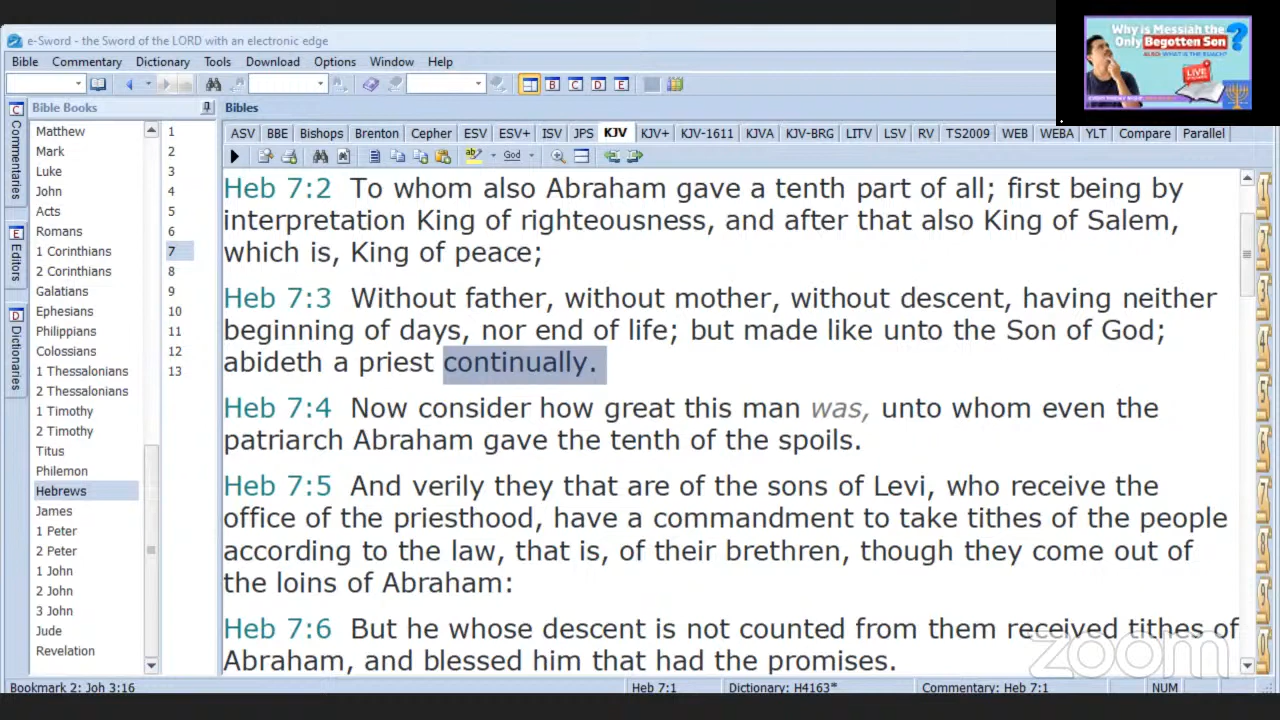 e-Sword - the Sword of the LORD with an electronic edge
Why is Messiah the
Only Begotten Son
?
ALSO: WHAT IS THE RUACH?
LIVE
Bible Commentary Dictionary Tools Download Options Window Help
B C D E
Bible Books
Bibles
ASV BBE Bishops Brenton Cepher ESV ESV+ ISV JPS KJV KJV+ KJV-1611 KJVA KJV-BRG LITV LSV RV TS2009 WEB WEBA YLT Compare Parallel
ab God
C Commentaries
E Editors
D Dictionaries
Matthew 1
Mark 2
Luke 3
John 4
Acts 5
Romans 6
1 Corinthians 7
2 Corinthians 8
Galatians 9
Ephesians 10
Philippians 11
Colossians 12
1 Thessalonians 13
2 Thessalonians
1 Timothy
2 Timothy
Titus
Philemon
Hebrews
James
1 Peter
2 Peter
1 John
2 John
3 John
Jude
Revelation
Heb 7:2 To whom also Abraham gave a tenth part of all; first being by
interpretation King of righteousness, and after that also King of Salem,
which is, King of peace;
Heb 7:3 Without father, without mother, without descent, having neither
beginning of days, nor end of life; but made like unto the Son of God;
abideth a priest continually.
Heb 7:4 Now consider how great this man was, unto whom even the
patriarch Abraham gave the tenth of the spoils.
Heb 7:5 And verily they that are of the sons of Levi, who receive the
office of the priesthood, have a commandment to take tithes of the people
according to the law, that is, of their brethren, though they come out of
the loins of Abraham:
Heb 7:6 But he whose descent is not counted from them received tithes of
Abraham, and blessed him that had the promises.
zoom
Bookmark 2: Joh 3:16 Heb 7:1 Dictionary: H4163* Commentary: Heb 7:1 NUM